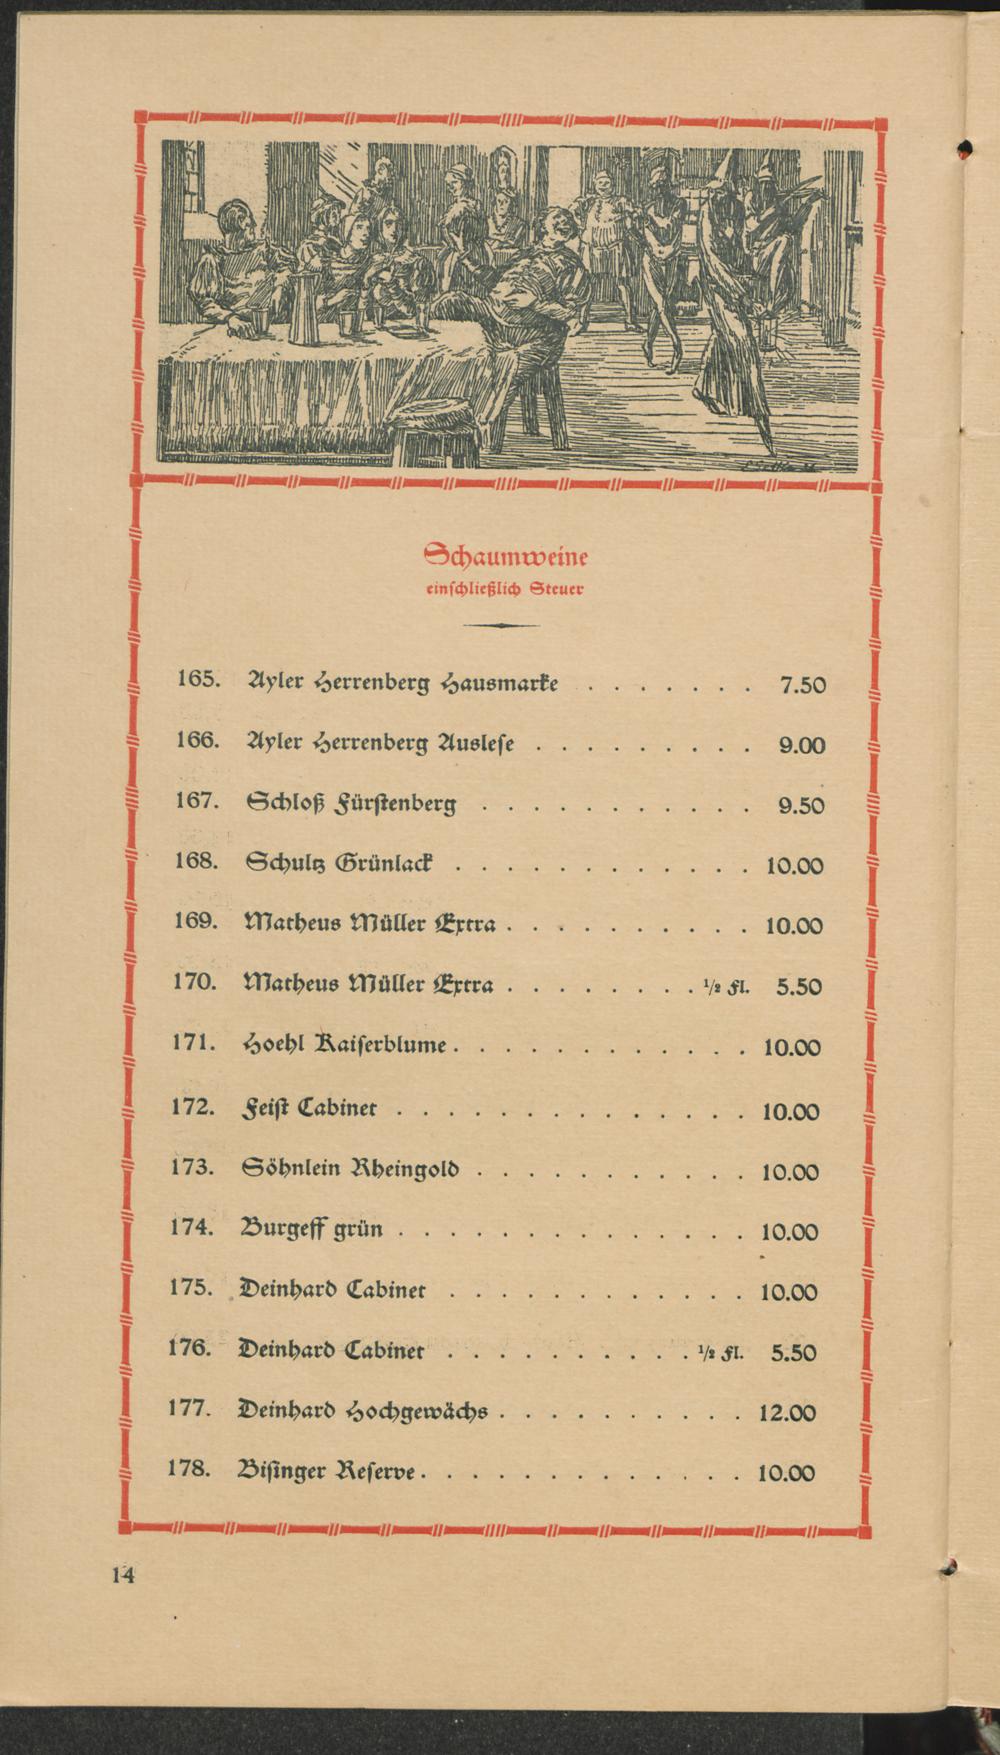 Schaumweine
einschließlich Steuer
165. Ayler Herrenberg Hausmarke . . . . . . . 7.50
166. Ayler Herrenberg Auslese . . . . . . . . . 9.00
167. Schloß Fürstenberg . . . . . . . . . . . 9.50
168. Schultz Grünlack . . . . . . . . . . . . 10.00
169. Matheus Müller Extra . . . . . . . . . . 10.00
170. Matheus Müller Extra . . . . . . . . ½ Fl. 5.50
171. Hoehl Kaiserblume . . . . . . . . . . . . 10.00
172. Feist Cabinet . . . . . . . . . . . . . . 10.00
173. Söhnlein Rheingold . . . . . . . . . . . 10.00
174. Burgeff grün . . . . . . . . . . . . . . 10.00
175. Deinhard Cabinet . . . . . . . . . . . . 10.00
176. Deinhard Cabinet . . . . . . . . . . ½ Fl. 5.50
177. Deinhard Hochgewächs . . . . . . . . . . 12.00
178. Bisinger Reserve . . . . . . . . . . . . . 10.00
14